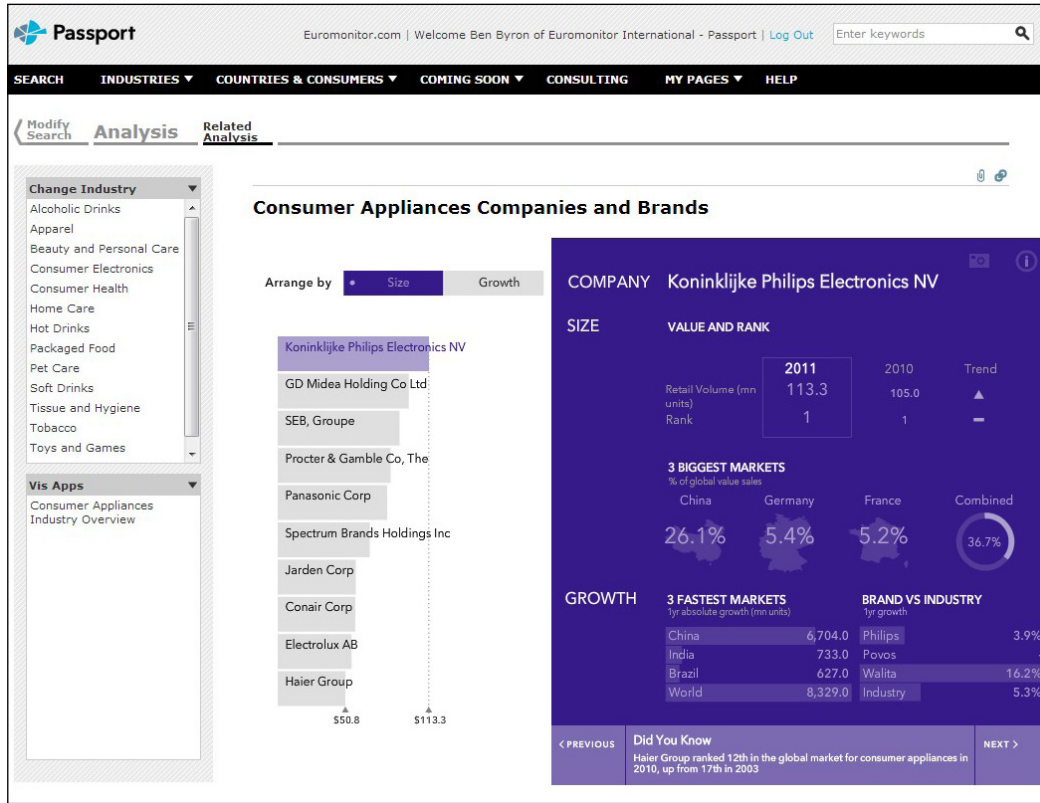 Passport
Euromonitor.com | Welcome Ben Byron of Euromonitor International - Passport | Log Out
Enter keywords
SEARCH INDUSTRIES ▼ COUNTRIES & CONSUMERS ▼ COMING SOON ▼ CONSULTING MY PAGES ▼ HELP
Modify
Search
Analysis
Related
Analysis
Change Industry
Alcoholic Drinks
Apparel
Beauty and Personal Care
Consumer Electronics
Consumer Health
Home Care
Hot Drinks
Packaged Food
Pet Care
Soft Drinks
Tissue and Hygiene
Tobacco
Toys and Games
Vis Apps
Consumer Appliances
Industry Overview
Consumer Appliances Companies and Brands
Arrange by Size Growth
Koninklijke Philips Electronics NV
GD Midea Holding Co Ltd
SEB, Groupe
Procter & Gamble Co, The
Panasonic Corp
Spectrum Brands Holdings Inc
Jarden Corp
Conair Corp
Electrolux AB
Haier Group
$50.8 $113.3
COMPANY Koninklijke Philips Electronics NV
SIZE VALUE AND RANK
2011 2010 Trend
Retail Volume (mn
units)
113.3 105.0
Rank 1 1
3 BIGGEST MARKETS
% of global value sales
China Germany France Combined
26.1% 5.4% 5.2% 36.7%
GROWTH 3 FASTEST MARKETS
1yr absolute growth (mn units)
China 6,704.0
India 733.0
Brazil 627.0
World 8,329.0
BRAND VS INDUSTRY
1yr growth
Philips 3.9%
Povos -
Walita 16.2%
Industry 5.3%
< PREVIOUS
Did You Know
Haier Group ranked 12th in the global market for consumer appliances in
2010, up from 17th in 2003
NEXT >